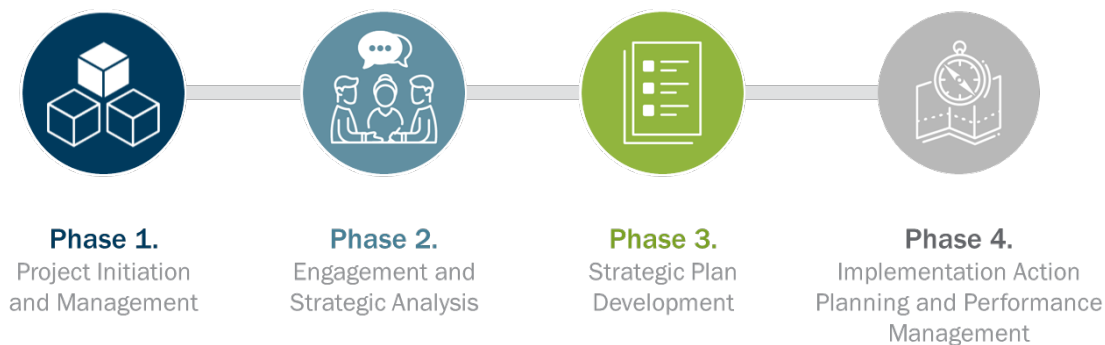 Phase 1.
Project Initiation
and Management
Phase 2.
Engagement and
Strategic Analysis
Phase 3.
Strategic Plan
Development
Phase 4.
Implementation Action
Planning and Performance
Management